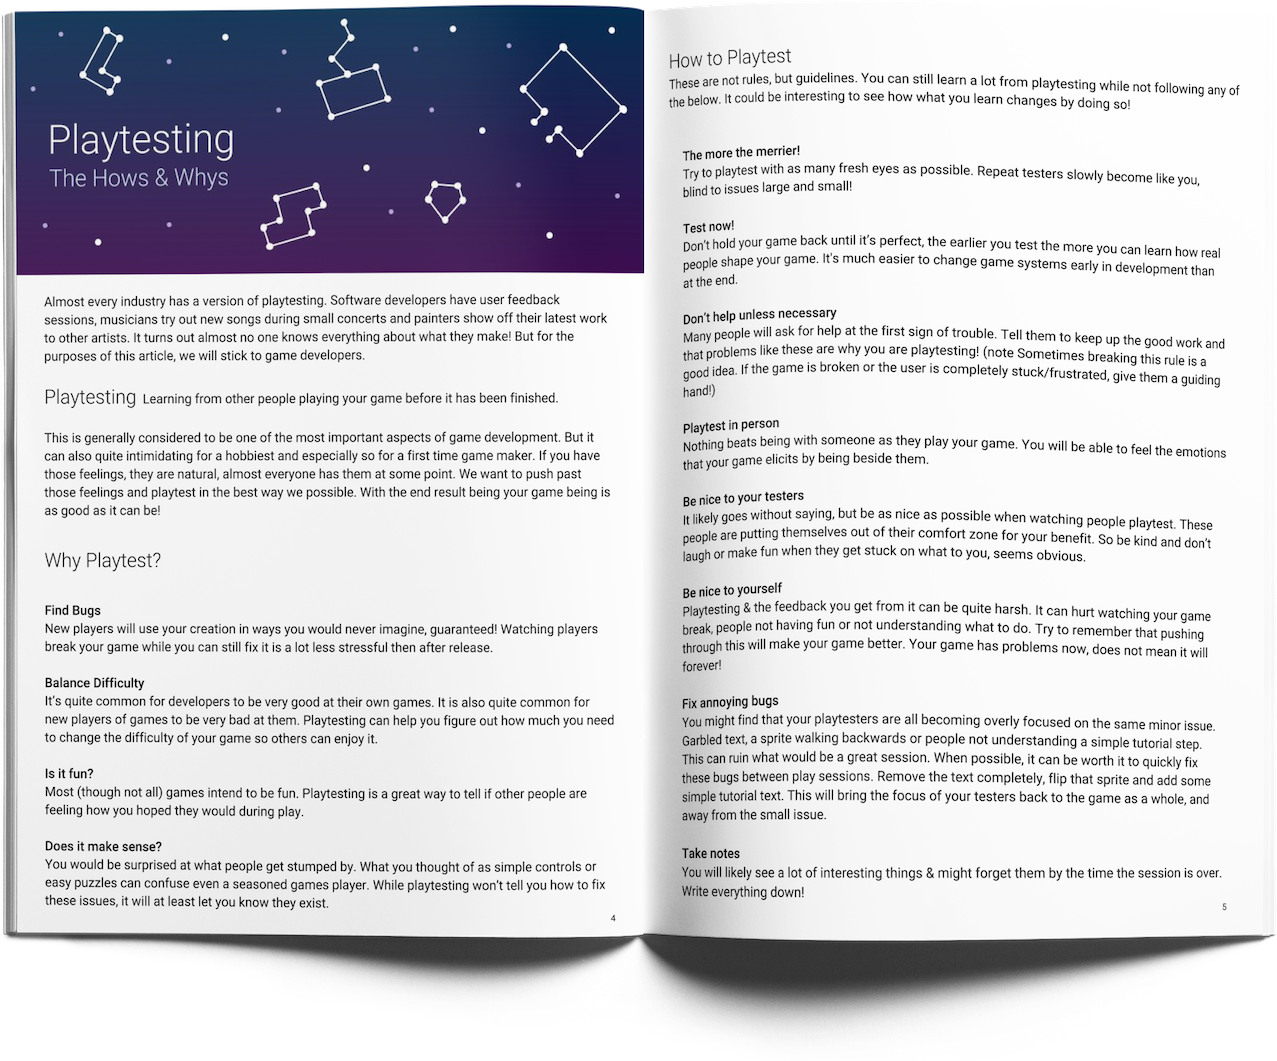 Playtesting
The Hows & Whys
Almost every industry has a version of playtesting. Software developers have user feedback
sessions, musicians try out new songs during small concerts and painters show off their latest work
to other artists. It turns out almost no one knows everything about what they make! But for the
purposes of this article, we will stick to game developers.
Playtesting Learning from other people playing your game before it has been finished.
This is generally considered to be one of the most important aspects of game development. But it
can also quite intimidating for a hobbiest and especially so for a first time game maker. If you have
those feelings, they are natural, almost everyone has them at some point. We want to push past
those feelings and playtest in the best way we possible. With the end result being your game being is
as good as it can be!
Why Playtest?
Find Bugs
New players will use your creation in ways you would never imagine, guaranteed! Watching players
break your game while you can still fix it is a lot less stressful then after release.
Balance Difficulty
It's quite common for developers to be very good at their own games. It is also quite common for
new players of games to be very bad at them. Playtesting can help you figure out how much you need
to change the difficulty of your game so others can enjoy it.
Is it fun?
Most (though not all) games intend to be fun. Playtesting is a great way to tell if other people are
feeling how you hoped they would during play.
Does it make sense?
You would be surprised at what people get stumped by. What you thought of as simple controls or
easy puzzles can confuse even a seasoned games player. While playtesting won't tell you how to fix
these issues, it will at least let you know they exist.
4
How to Playtest
These are not rules, but guidelines. You can still learn a lot from playtesting while not following any of
the below. It could be interesting to see how what you learn changes by doing so!
The more the merrier!
Try to playtest with as many fresh eyes as possible. Repeat testers slowly become like you,
blind to issues large and small!
Test now!
Don't hold your game back until it's perfect, the earlier you test the more you can learn how real
people shape your game. It's much easier to change game systems early in development than
at the end.
Don't help unless necessary
Many people will ask for help at the first sign of trouble. Tell them to keep up the good work and
that problems like these are why you are playtesting! (note Sometimes breaking this rule is a
good idea. If the game is broken or the user is completely stuck/frustrated, give them a guiding
hand!)
Playtest in person
Nothing beats being with someone as they play your game. You will be able to feel the emotions
that your game elicits by being beside them.
Be nice to your testers
It likely goes without saying, but be as nice as possible when watching people playtest. These
people are putting themselves out of their comfort zone for your benefit. So be kind and don't
laugh or make fun when they get stuck on what to you, seems obvious.
Be nice to yourself
Playtesting & the feedback you get from it can be quite harsh. It can hurt watching your game
break, people not having fun or not understanding what to do. Try to remember that pushing
through this will make your game better. Your game has problems now, does not mean it will
forever!
Fix annoying bugs
You might find that your playtesters are all becoming overly focused on the same minor issue.
Garbled text, a sprite walking backwards or people not understanding a simple tutorial step.
This can ruin what would be a great session. When possible, it can be worth it to quickly fix
these bugs between play sessions. Remove the text completely, flip that sprite and add some
simple tutorial text. This will bring the focus of your testers back to the game as a whole, and
away from the small issue.
Take notes
You will likely see a lot of interesting things & might forget them by the time the session is over.
Write everything down!
5